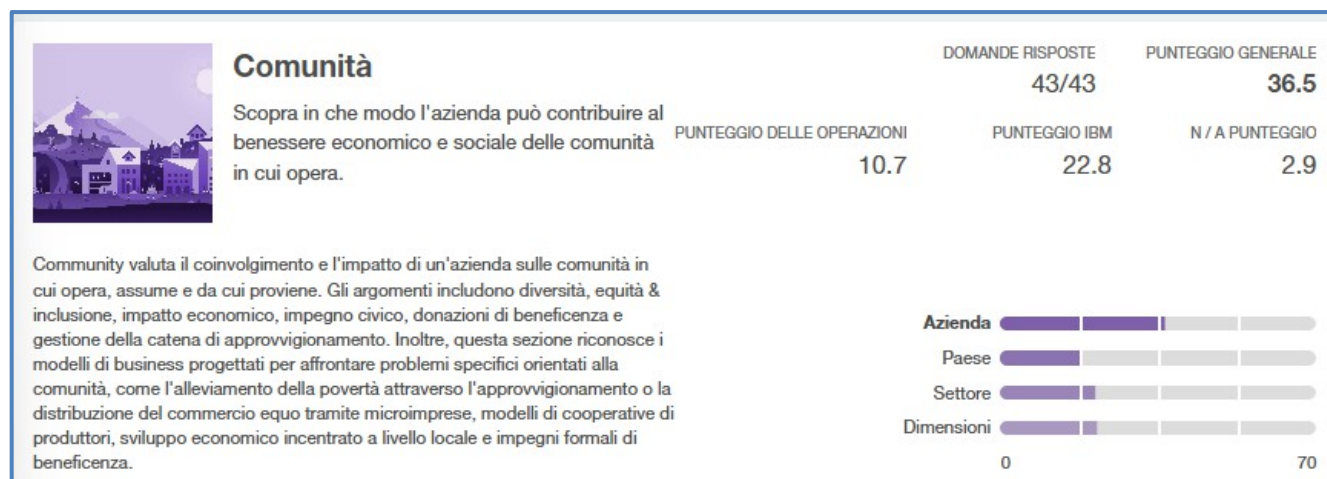 Comunità
Scopra in che modo l'azienda può contribuire al
benessere economico e sociale delle comunità
in cui opera.
DOMANDE RISPOSTE
43/43
PUNTEGGIO GENERALE
36.5
PUNTEGGIO DELLE OPERAZIONI
10.7
PUNTEGGIO IBM
22.8
N / A PUNTEGGIO
2.9
Community valuta il coinvolgimento e l'impatto di un'azienda sulle comunità in
cui opera, assume e da cui proviene. Gli argomenti includono diversità, equità &
inclusione, impatto economico, impegno civico, donazioni di beneficenza e
gestione della catena di approvvigionamento. Inoltre, questa sezione riconosce i
modelli di business progettati per affrontare problemi specifici orientati alla
comunità, come l'alleviamento della povertà attraverso l'approvvigionamento o la
distribuzione del commercio equo tramite microimprese, modelli di cooperative di
produttori, sviluppo economico incentrato a livello locale e impegni formali di
beneficenza.
Azienda
Paese
Settore
Dimensioni
0
70